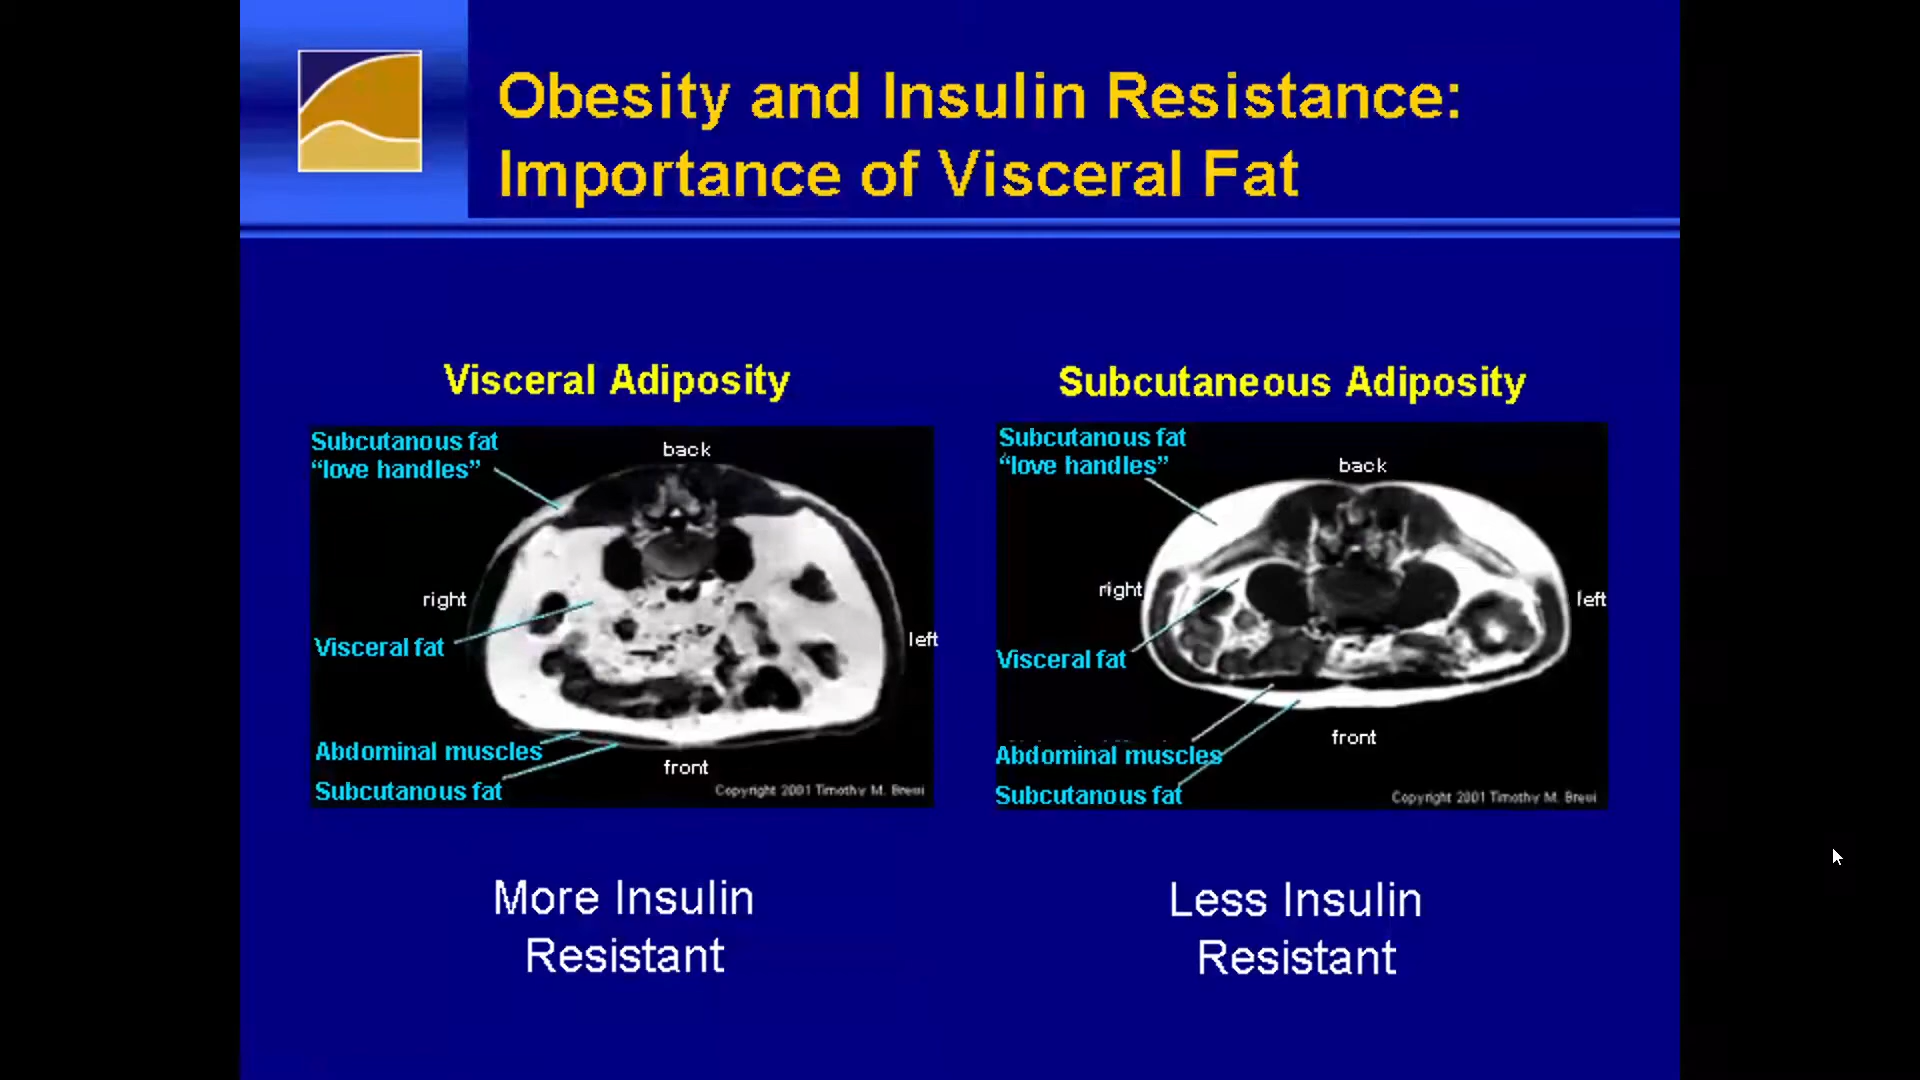 Obesity and Insulin Resistance:
Importance of Visceral Fat
Visceral Adiposity
Subcutanous fat
“love handles”
back
right
Visceral fat
left
Abdominal muscles
front
Subcutanous fat
Copyright 2001 Timothy M. Bremi
More Insulin
Resistant
Subcutaneous Adiposity
Subcutanous fat
“love handles”
back
right
left
Visceral fat
front
Abdominal muscles
Subcutanous fat
Copyright 2001 Timothy M. Bremi
Less Insulin
Resistant